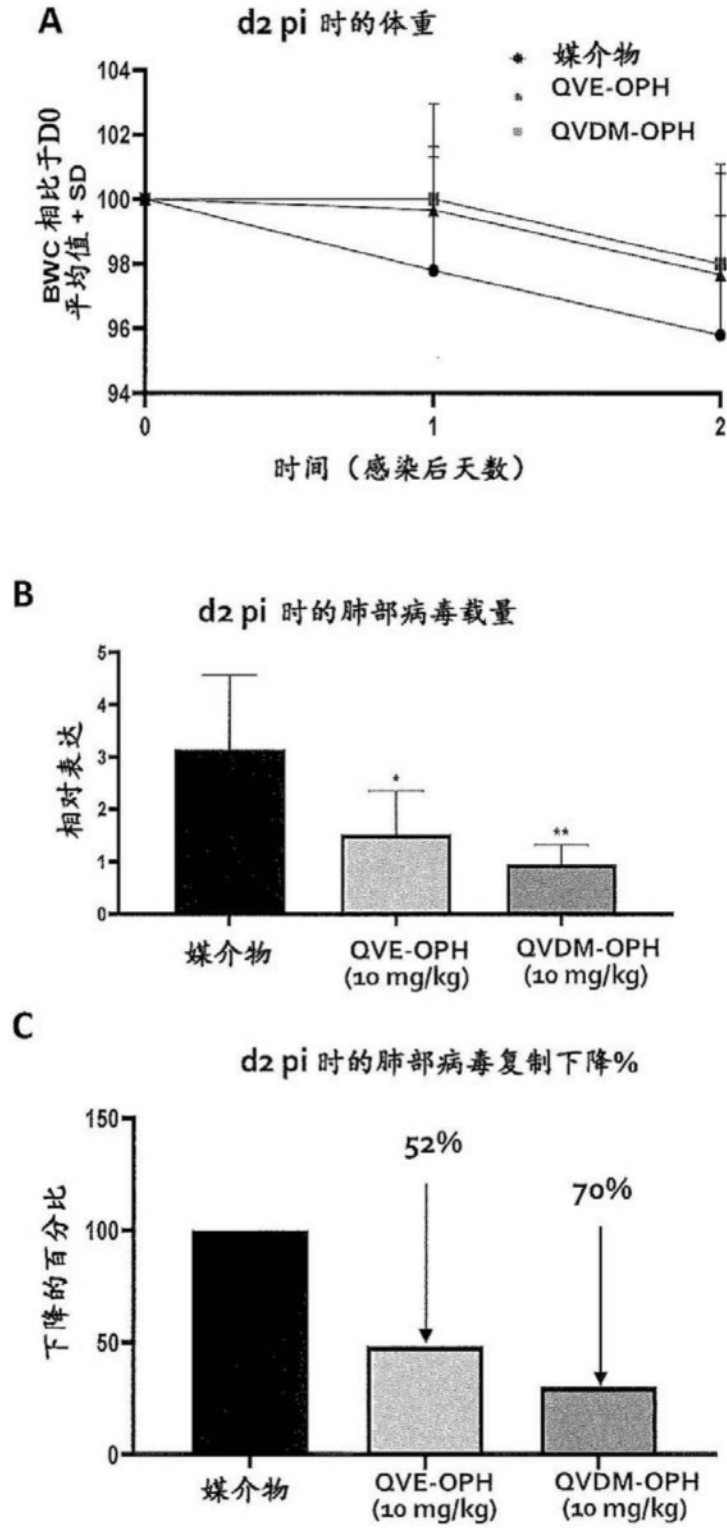 A
d2 pi 时的体重
媒介物
QVE-OPH
QVDM-OPH
BWC 相比于D0
平均值 + SD
104
102
100
98
96
94
0
1
2
时间（感染后天数）
B
d2 pi 时的肺部病毒载量
相对表达
5
4
3
2
1
0
*
**
媒介物
QVE-OPH
(10 mg/kg)
QVDM-OPH
(10 mg/kg)
C
d2 pi 时的肺部病毒复制下降%
下降的百分比
150
100
50
0
52%
70%
媒介物
QVE-OPH
(10 mg/kg)
QVDM-OPH
(10 mg/kg)